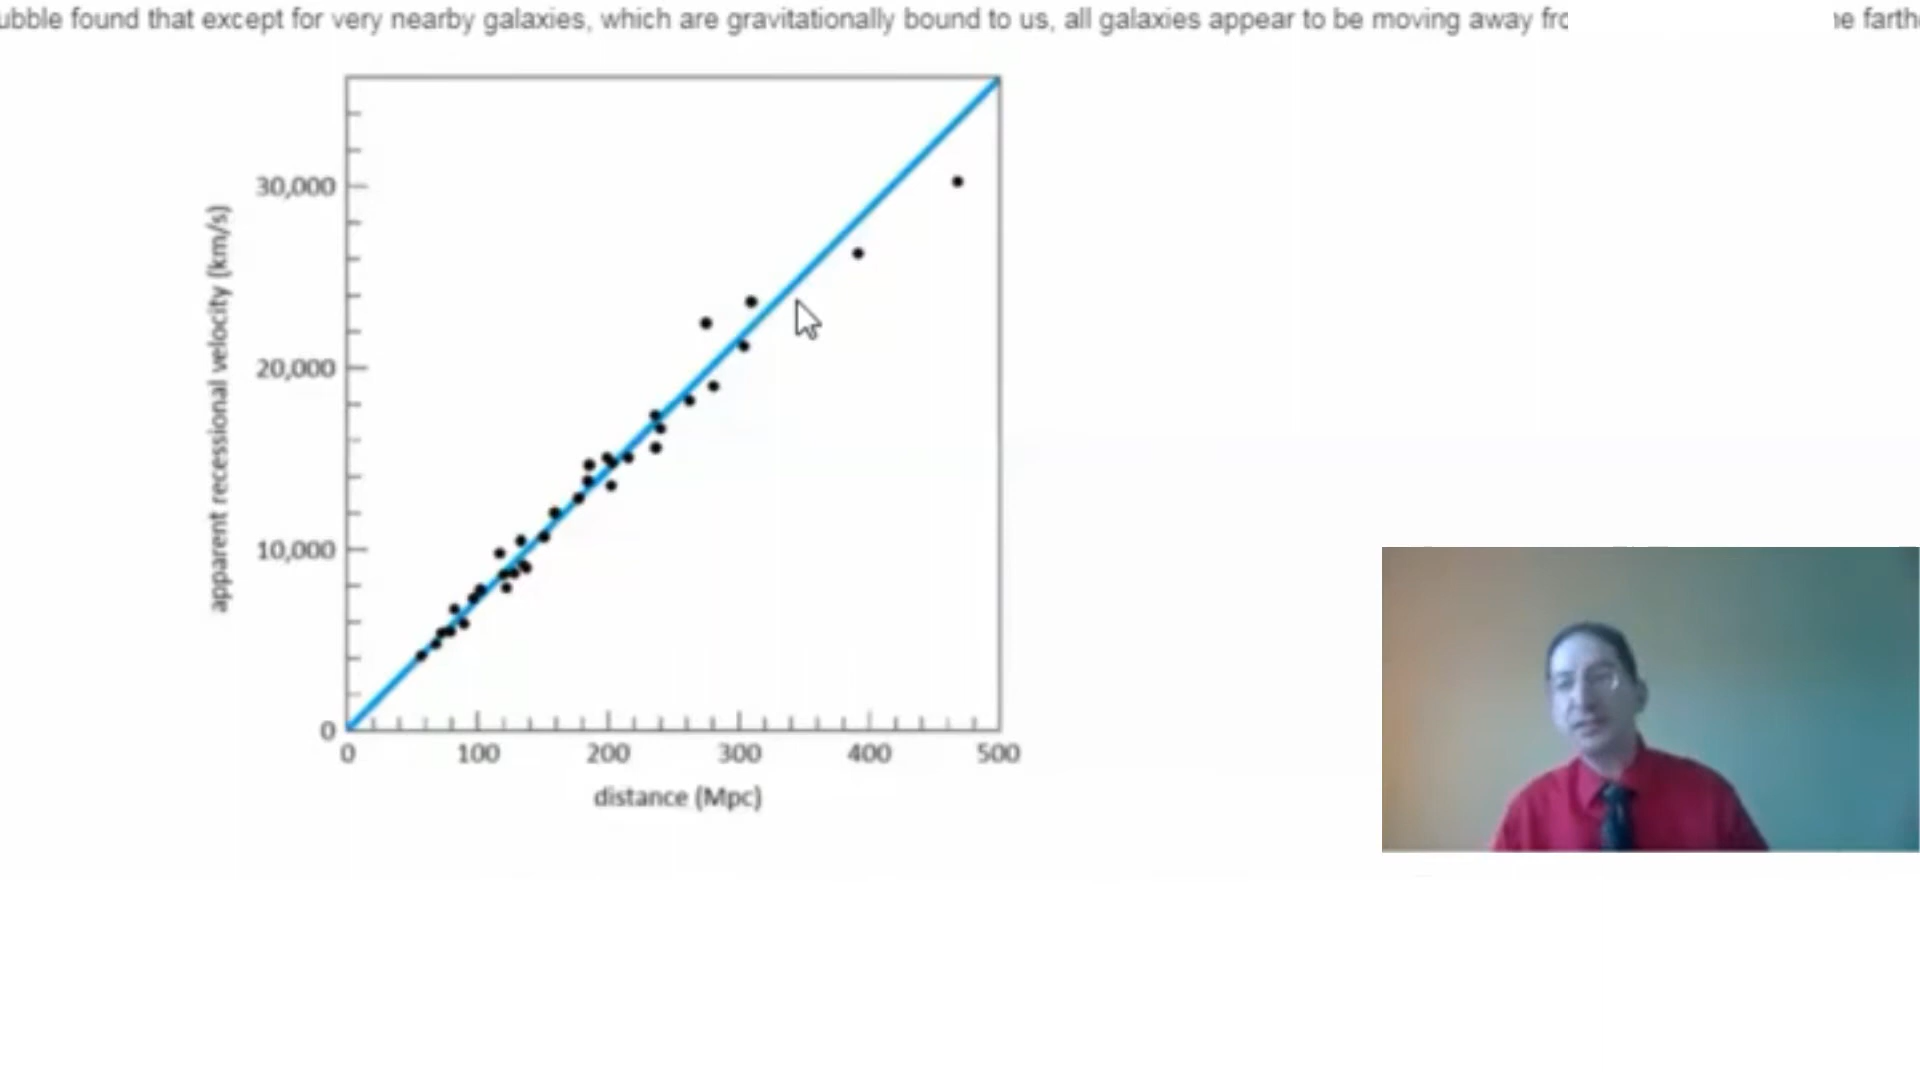 ubble found that except for very nearby galaxies, which are gravitationally bound to us, all galaxies appear to be moving away
30,000
20,000
10,000
0
0 100 200 300 400 500
apparent recessional velocity (km/s)
distance (Mpc)